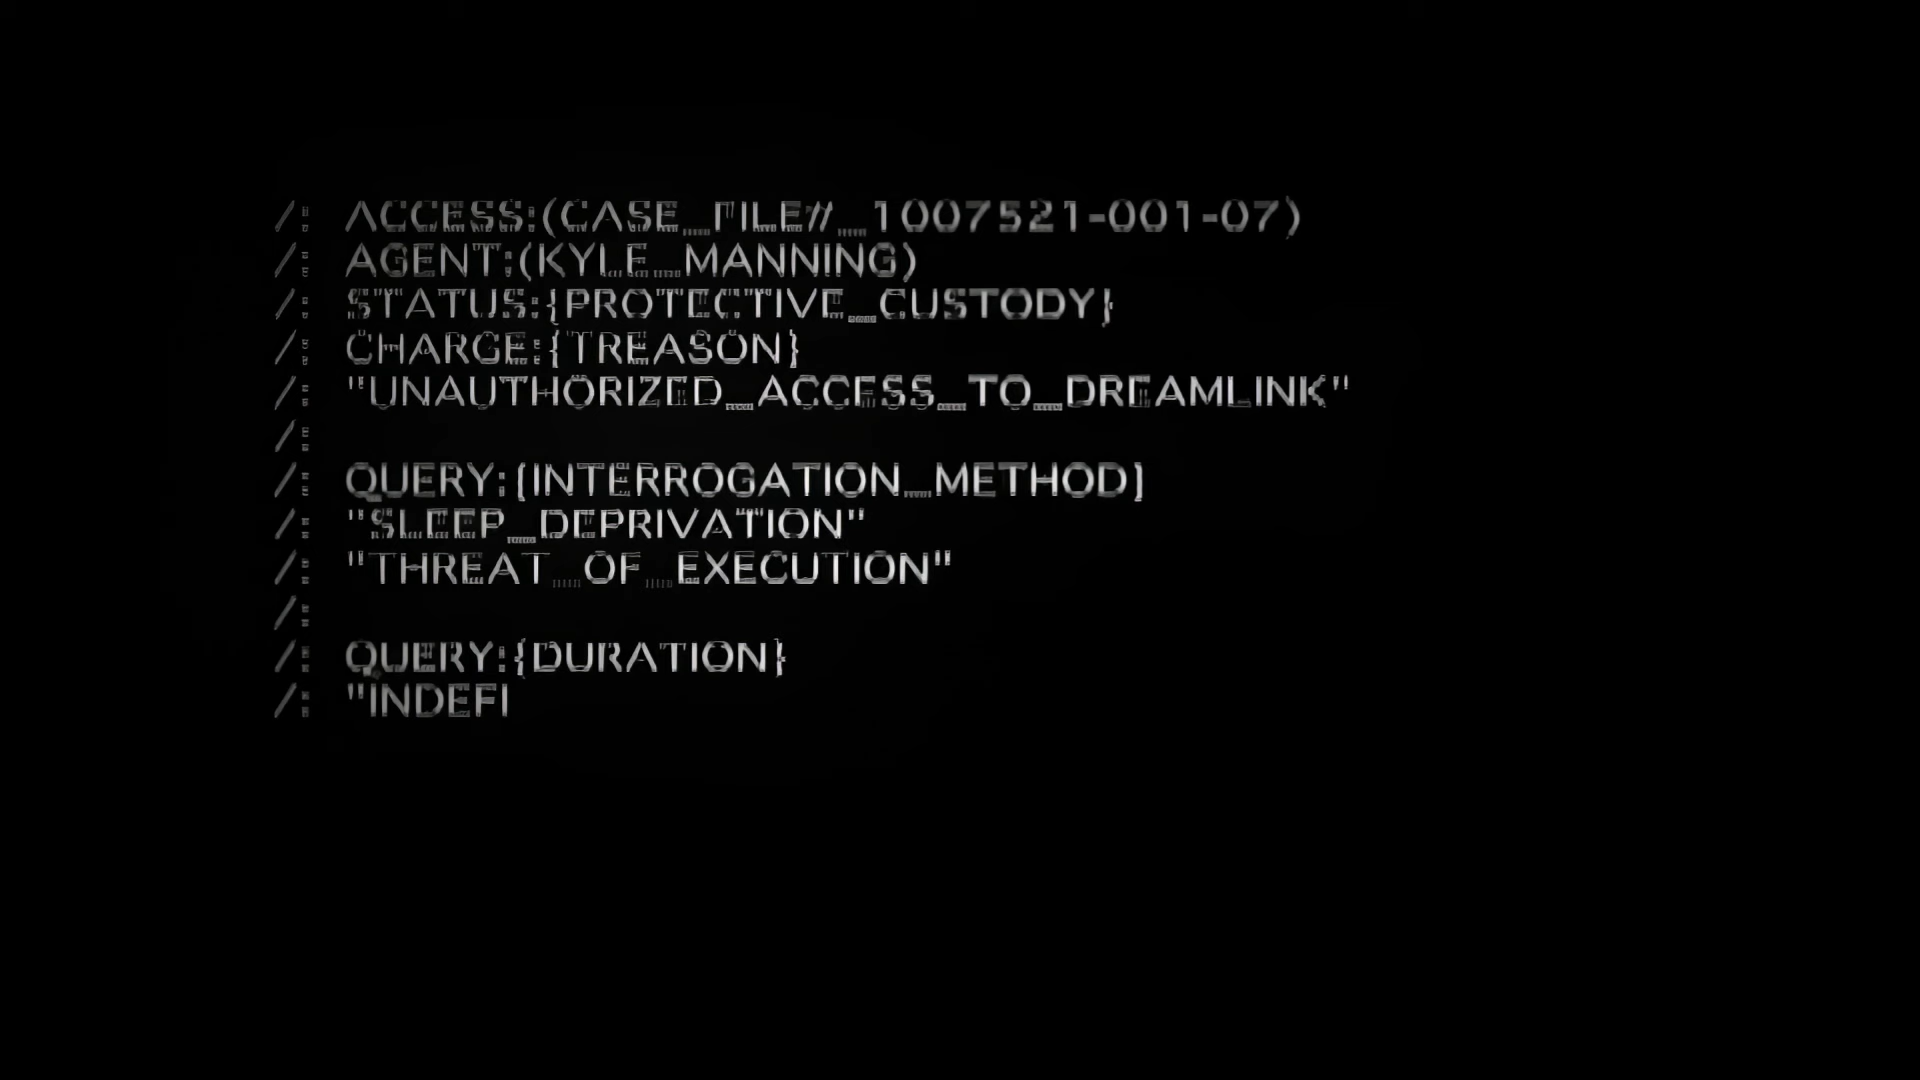 /: ACCESS:(CASE_FILE#_1007521-001-07)
/: AGENT:(KYLE_MANNING)
/: STATUS:{PROTECTIVE_CUSTODY}
/: CHARGE:{TREASON}
/: "UNAUTHORIZED_ACCESS_TO_DREAMLINK"
/:
/: QUERY:{INTERROGATION_METHOD}
/: "SLEEP_DEPRIVATION"
/: "THREAT_OF_EXECUTION"
/:
/: QUERY:{DURATION}
/: "INDEFI